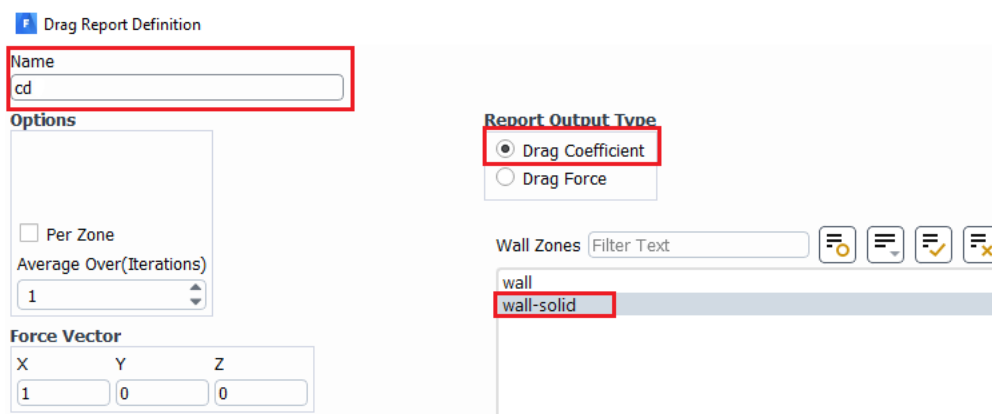 F Drag Report Definition
Name
cd
Options
Per Zone
Average Over(Iterations)
1
Force Vector
X Y Z
1 0 0
Report Output Type
Drag Coefficient
Drag Force
Wall Zones Filter Text
wall
wall-solid